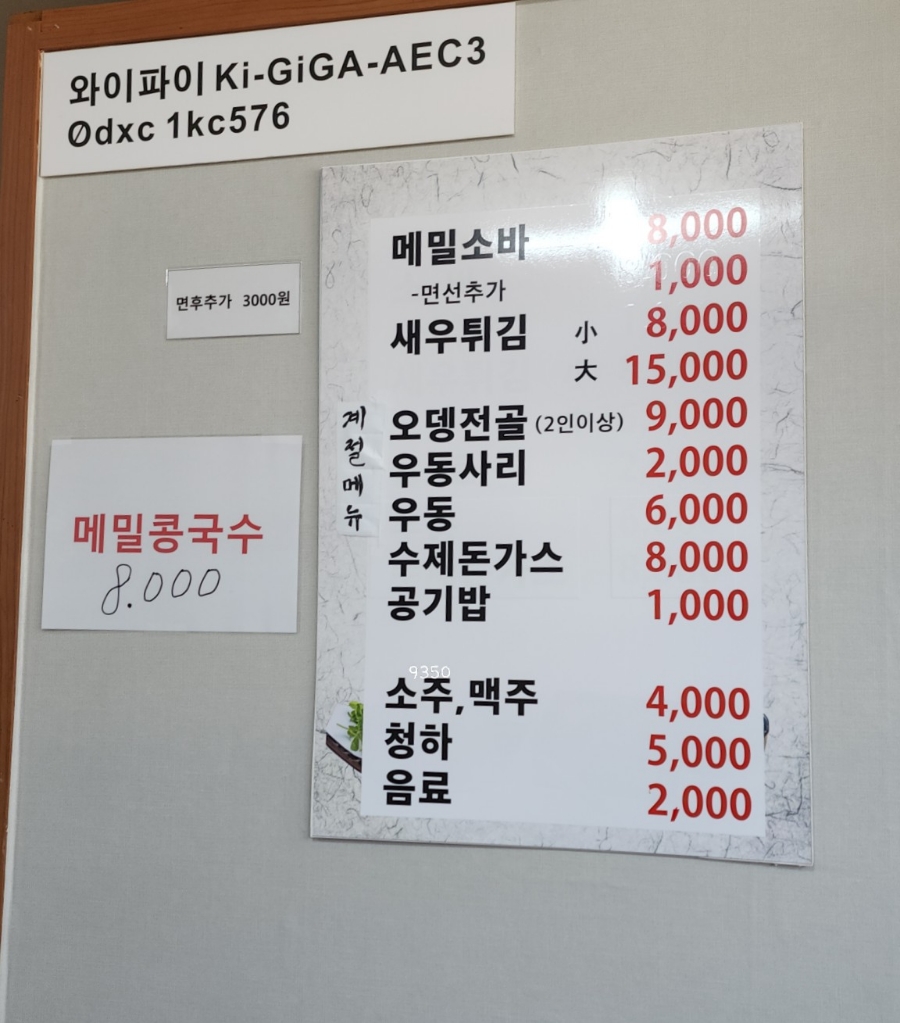 와이파이 Ki-GiGA-AEC3
Ødxc 1kc576
면후추가 3000원
메밀콩국수
8.000
메밀소바 8,000
-면선추가 1,000
새우튀김 小 8,000
大 15,000
계절메뉴
오뎅전골 (2인이상) 9,000
우동사리 2,000
우동 6,000
수제돈가스 8,000
공기밥 1,000
9350
소주,맥주 4,000
청하 5,000
음료 2,000